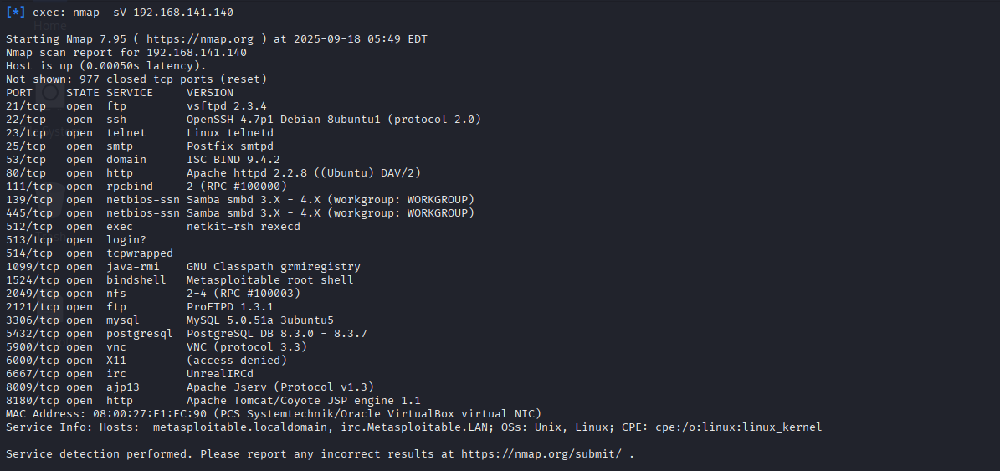 [*] exec: nmap -sV 192.168.141.140
Home
Starting Nmap 7.95 ( https://nmap.org ) at 2025-09-18 05:49 EDT
Nmap scan report for 192.168.141.140
Host is up (0.00050s latency).
Not shown: 977 closed tcp ports (reset)
PORT     STATE SERVICE     VERSION
21/tcp   open  ftp         vsftpd 2.3.4
22/tcp   open  ssh         OpenSSH 4.7p1 Debian 8ubuntu1 (protocol 2.0)
23/tcp   open  telnet      Linux telnetd
25/tcp   open  smtp        Postfix smtpd
53/tcp   open  domain      ISC BIND 9.4.2
80/tcp   open  http        Apache httpd 2.2.8 ((Ubuntu) DAV/2)
111/tcp  open  rpcbind     2 (RPC #100000)
139/tcp  open  netbios-ssn Samba smbd 3.X - 4.X (workgroup: WORKGROUP)
445/tcp  open  netbios-ssn Samba smbd 3.X - 4.X (workgroup: WORKGROUP)
512/tcp  open  exec        netkit-rsh rexecd
513/tcp  open  login?
514/tcp  open  tcpwrapped
1099/tcp open  java-rmi    GNU Classpath grmiregistry
1524/tcp open  bindshell   Metasploitable root shell
2049/tcp open  nfs         2-4 (RPC #100003)
2121/tcp open  ftp         ProFTPD 1.3.1
3306/tcp open  mysql       MySQL 5.0.51a-3ubuntu5
5432/tcp open  postgresql  PostgreSQL DB 8.3.0 - 8.3.7
5900/tcp open  vnc         VNC (protocol 3.3)
6000/tcp open  X11         (access denied)
6667/tcp open  irc         UnrealIRCd
8009/tcp open  ajp13       Apache Jserv (Protocol v1.3)
8180/tcp open  http        Apache Tomcat/Coyote JSP engine 1.1
MAC Address: 08:00:27:E1:EC:90 (PCS Systemtechnik/Oracle VirtualBox virtual NIC)
Service Info: Hosts:  metasploitable.localdomain, irc.Metasploitable.LAN; OSs: Unix, Linux; CPE: cpe:/o:linux:linux_kernel
Service detection performed. Please report any incorrect results at https://nmap.org/submit/ .